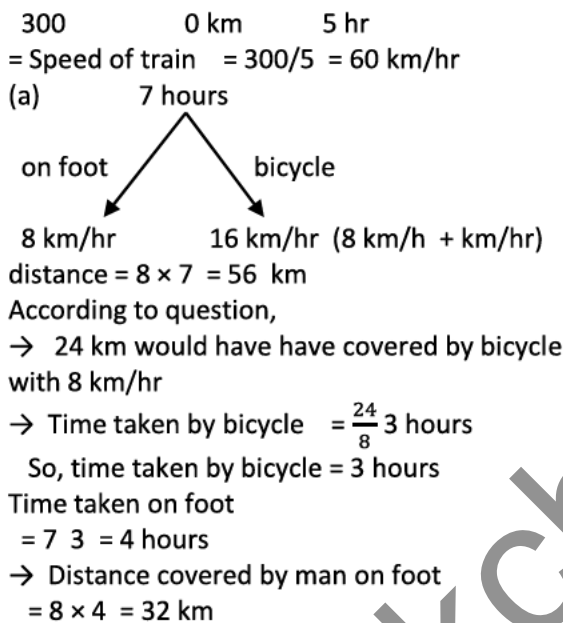 300 0 km 5 hr
= Speed of train = 300/5 = 60 km/hr
(a) 7 hours
on foot bicycle
8 km/hr 16 km/hr (8 km/h + km/hr)
distance = 8 × 7 = 56 km
According to question,
→ 24 km would have have covered by bicycle
with 8 km/hr
→ Time taken by bicycle = 24/8 3 hours
So, time taken by bicycle = 3 hours
Time taken on foot
= 7 3 = 4 hours
→ Distance covered by man on foot
= 8 × 4 = 32 km